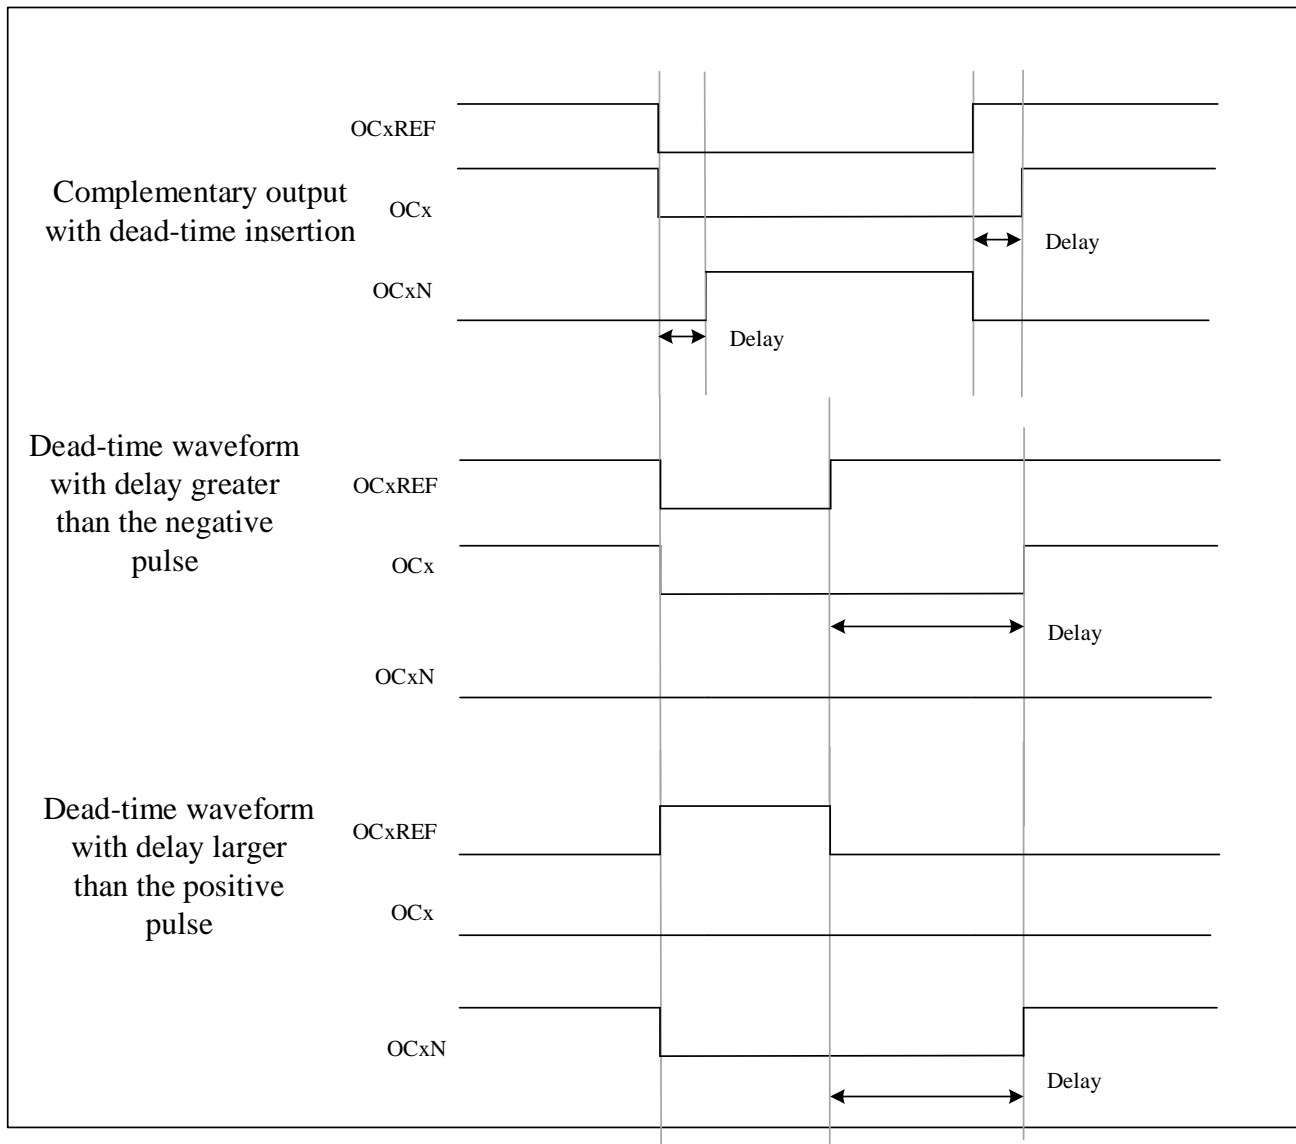 OCxREF
Complementary output
with dead-time insertion
OCx
Delay
OCxN
Delay
Dead-time waveform
with delay greater
than the negative
pulse
OCxREF
OCx
Delay
OCxN
Dead-time waveform
with delay larger
than the positive
pulse
OCxREF
OCx
OCxN
Delay